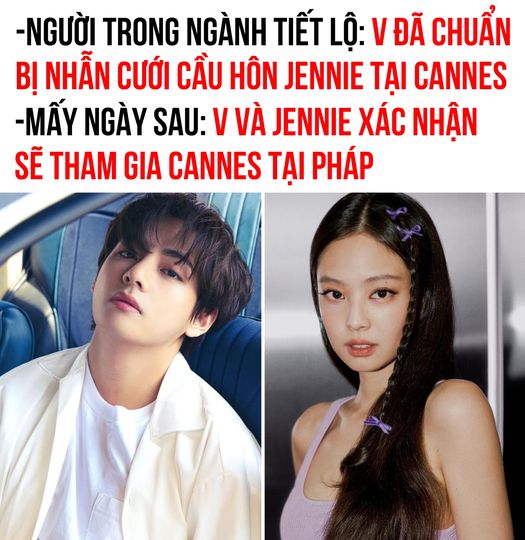 -NGƯỜI TRONG NGÀNH TIẾT LỘ: V ĐÃ CHUẨN
BỊ NHẪN CƯỚI CẦU HÔN JENNIE TẠI CANNES
-MẤY NGÀY SAU: V VÀ JENNIE XÁC NHẬN
SẼ THAM GIA CANNES TẠI PHÁP